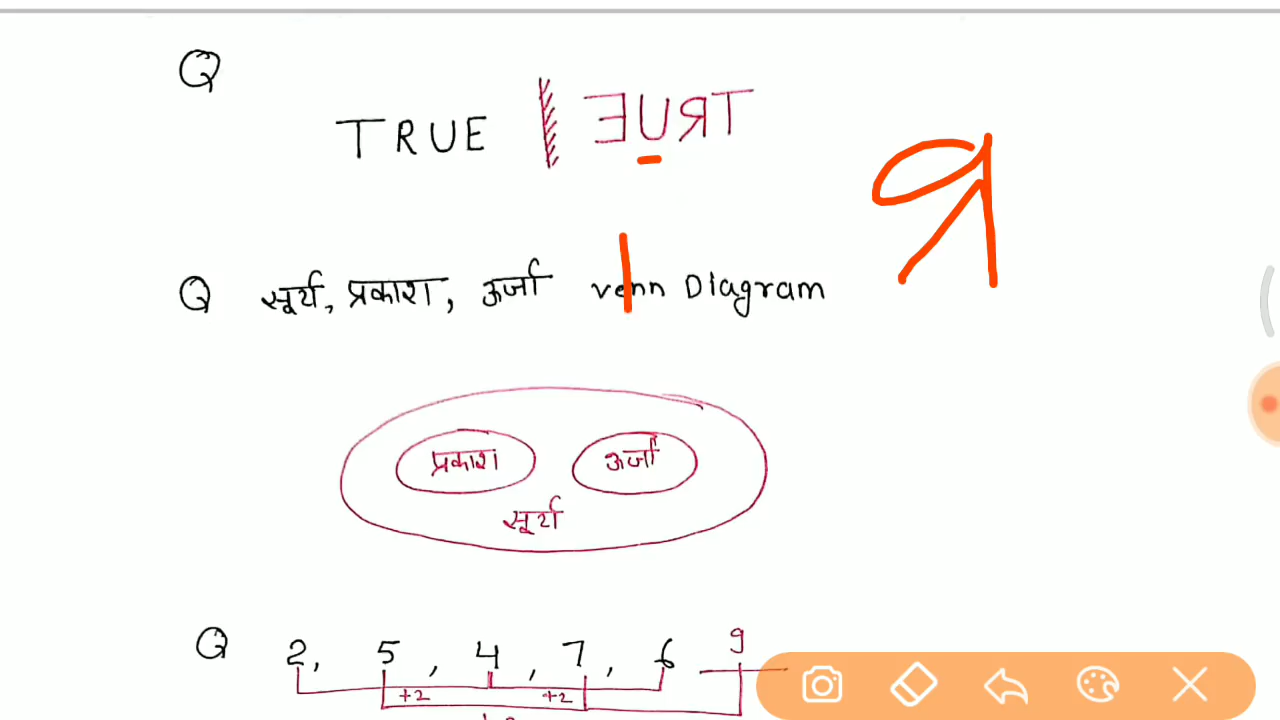 Q
TRUE ƎUЯT
Q सूर्य, प्रकाश, ऊर्जा venn Diagram
प्रकाश ऊर्जा
सूर्य
Q 2, 5, 4, 7, 6 9
+2 +2